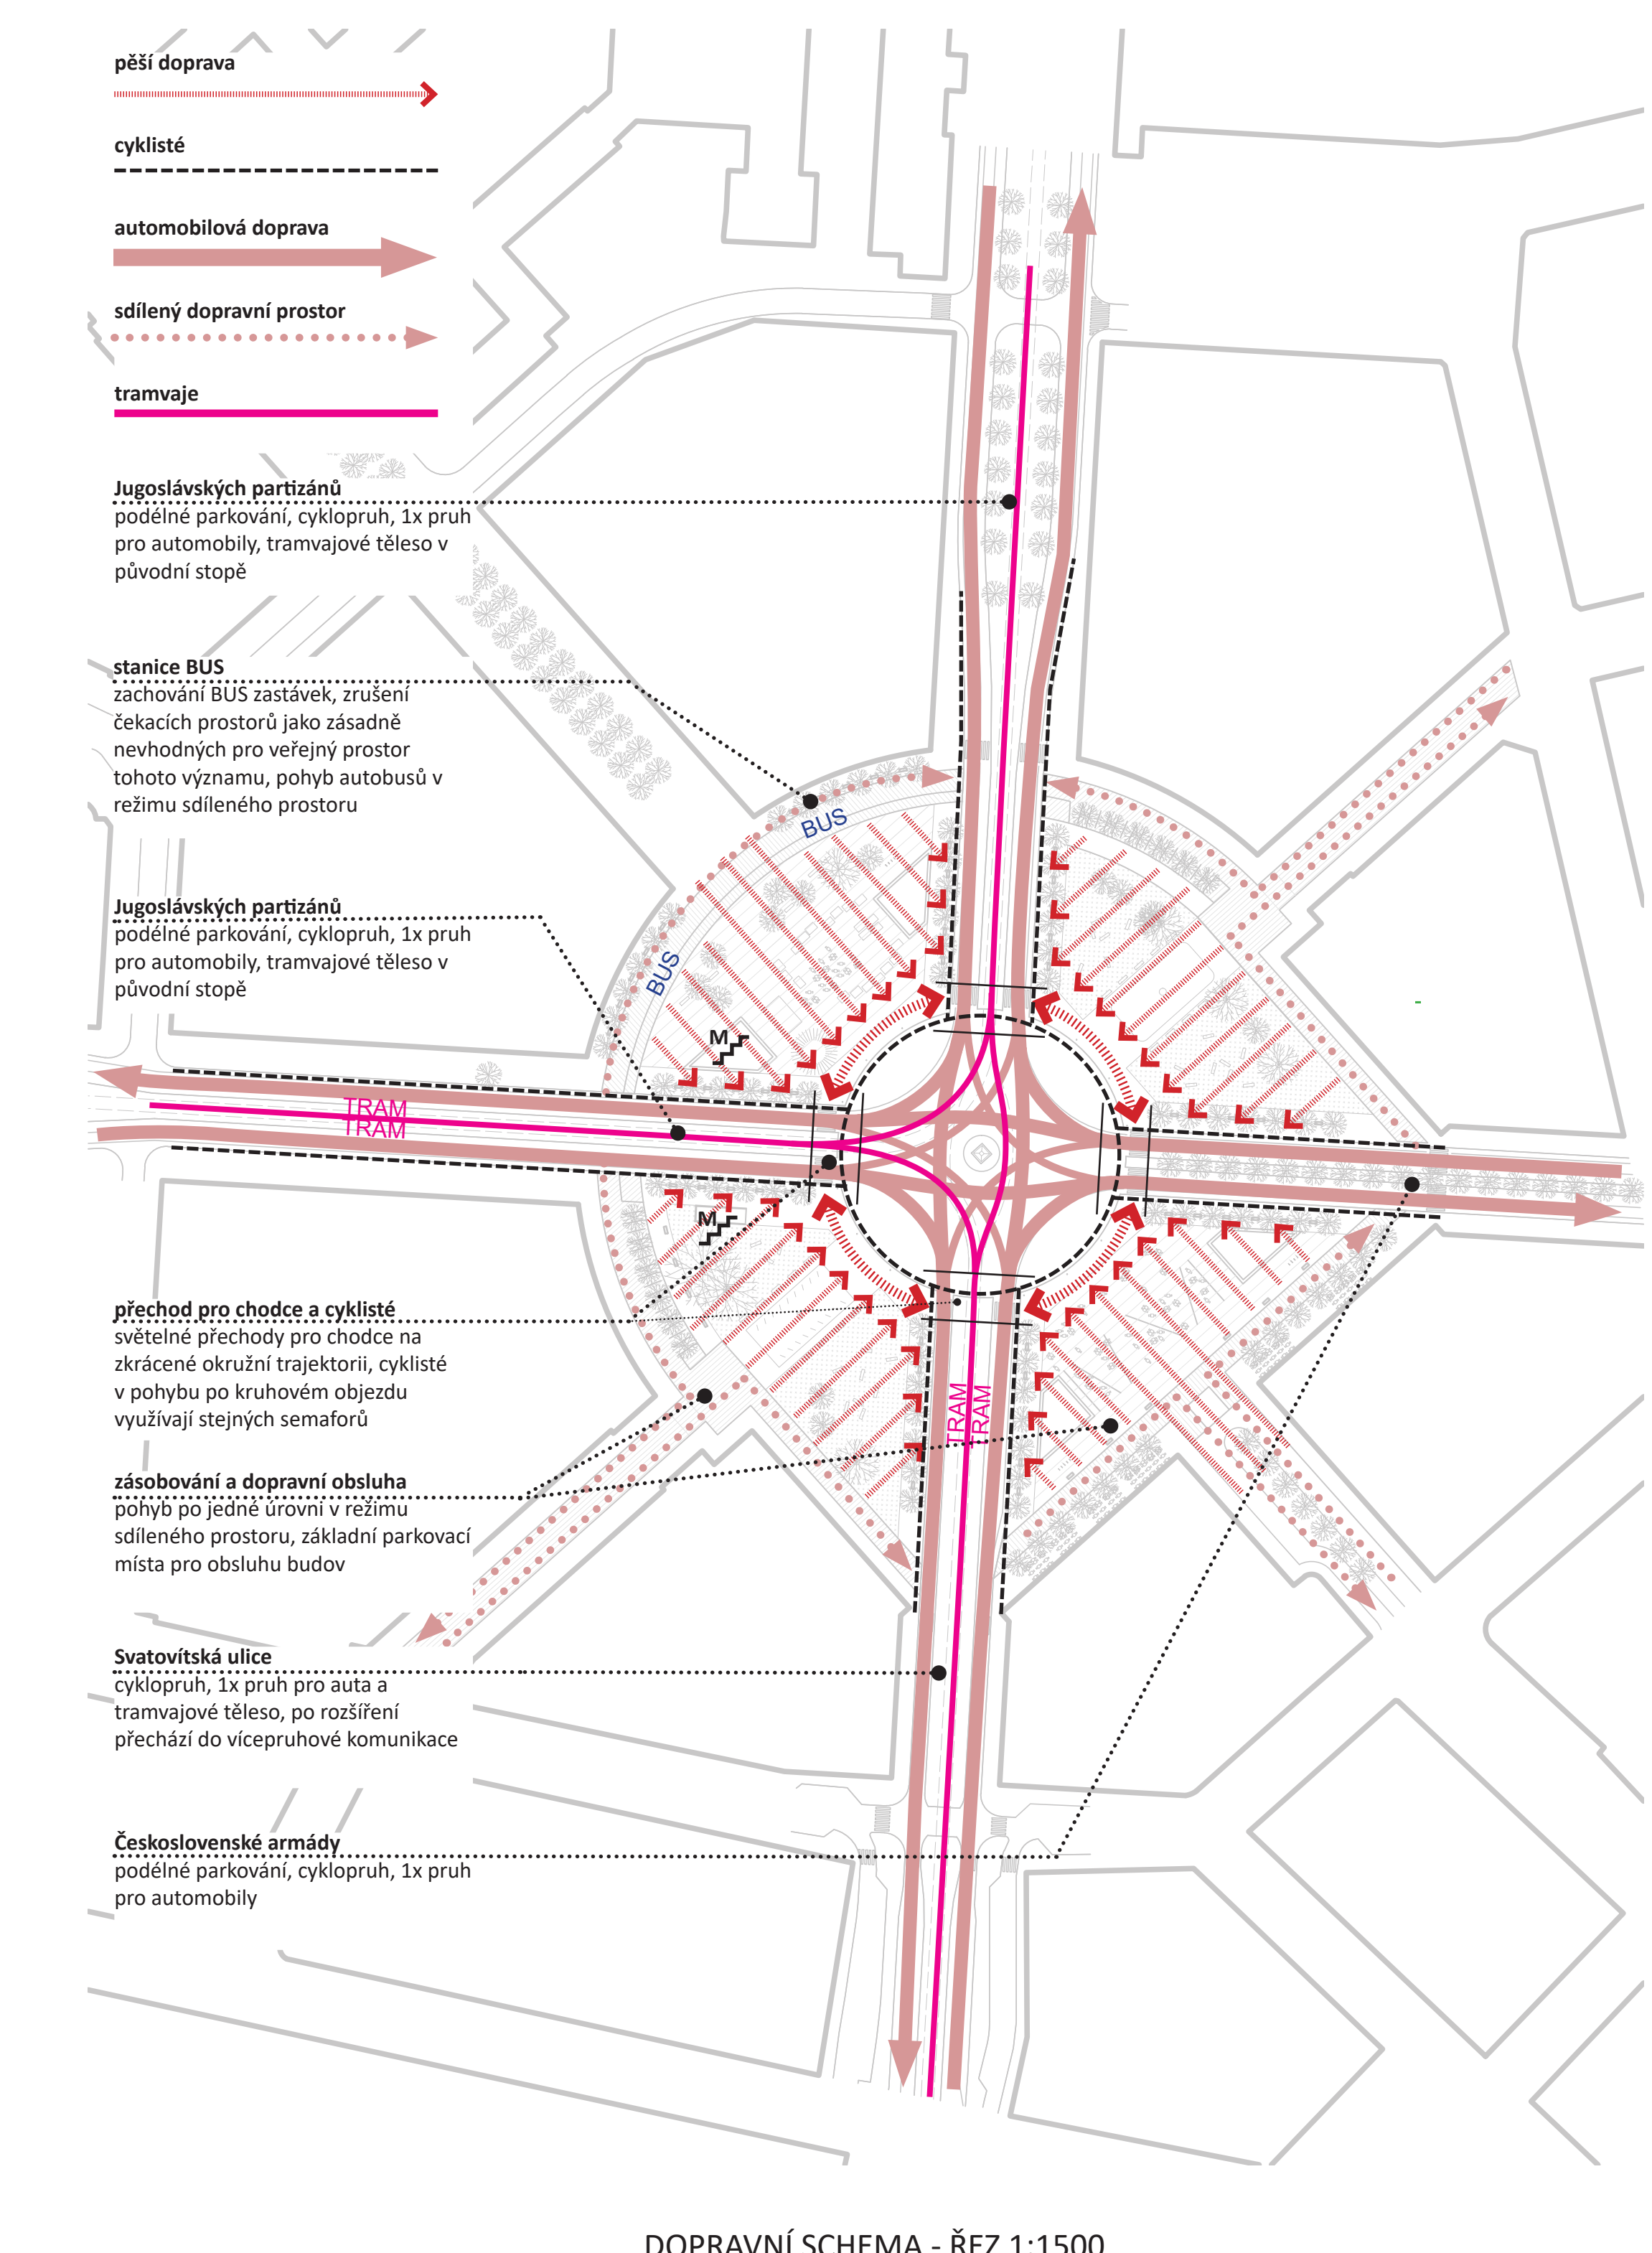 pěší doprava
cyklisté
automobilová doprava
sdílený dopravní prostor
tramvaje
Jugoslávských partizánů
podélné parkování, cyklopruh, 1x pruh
pro automobily, tramvajové těleso v
původní stopě
stanice BUS
zachování BUS zastávek, zrušení
čekacích prostorů jako zásadně
nevhodných pro veřejný prostor
tohoto významu, pohyb autobusů v
režimu sdíleného prostoru
BUS
Jugoslávských partizánů
podélné parkování, cyklopruh, 1x pruh
pro automobily, tramvajové těleso v
původní stopě
BUS
M
TRAM
TRAM
M
přechod pro chodce a cyklisté
světelné přechody pro chodce na
zkrácené okružní trajektorii, cyklisté
v pohybu po kruhovém objezdu
využívají stejných semaforů
TRAM
TRAM
zásobování a dopravní obsluha
pohyb po jedné úrovni v režimu
sdíleného prostoru, základní parkovací
místa pro obsluhu budov
Svatovítská ulice
cyklopruh, 1x pruh pro auta a
tramvajové těleso, po rozšíření
přechází do vícepruhové komunikace
Československé armády
podélné parkování, cyklopruh, 1x pruh
pro automobily
DOPRAVNÍ SCHEMA - ŘEZ 1:1500